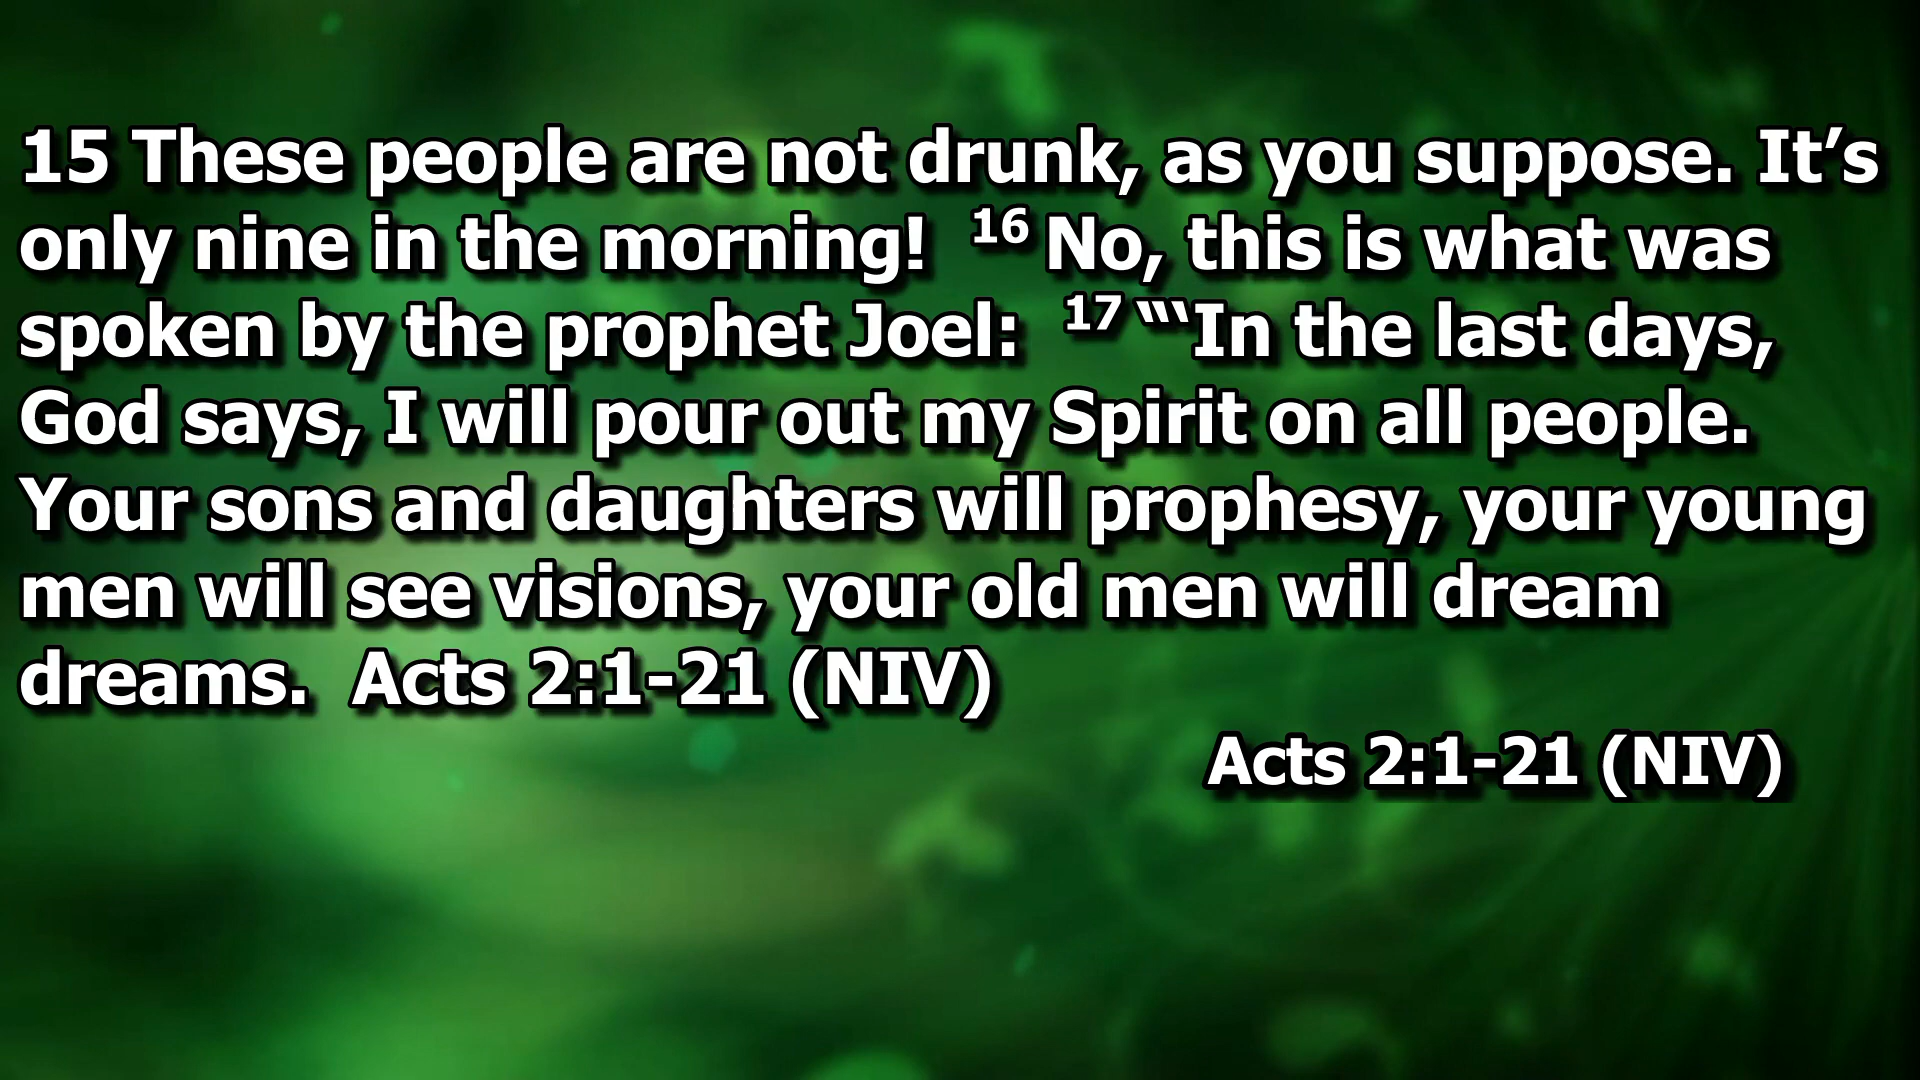 15 These people are not drunk, as you suppose. It’s
only nine in the morning! 16 No, this is what was
spoken by the prophet Joel: 17 “‘“In the last days,
God says, I will pour out my Spirit on all people.
Your sons and daughters will prophesy, your young
men will see visions, your old men will dream
dreams. Acts 2:1-21 (NIV)
Acts 2:1-21 (NIV)